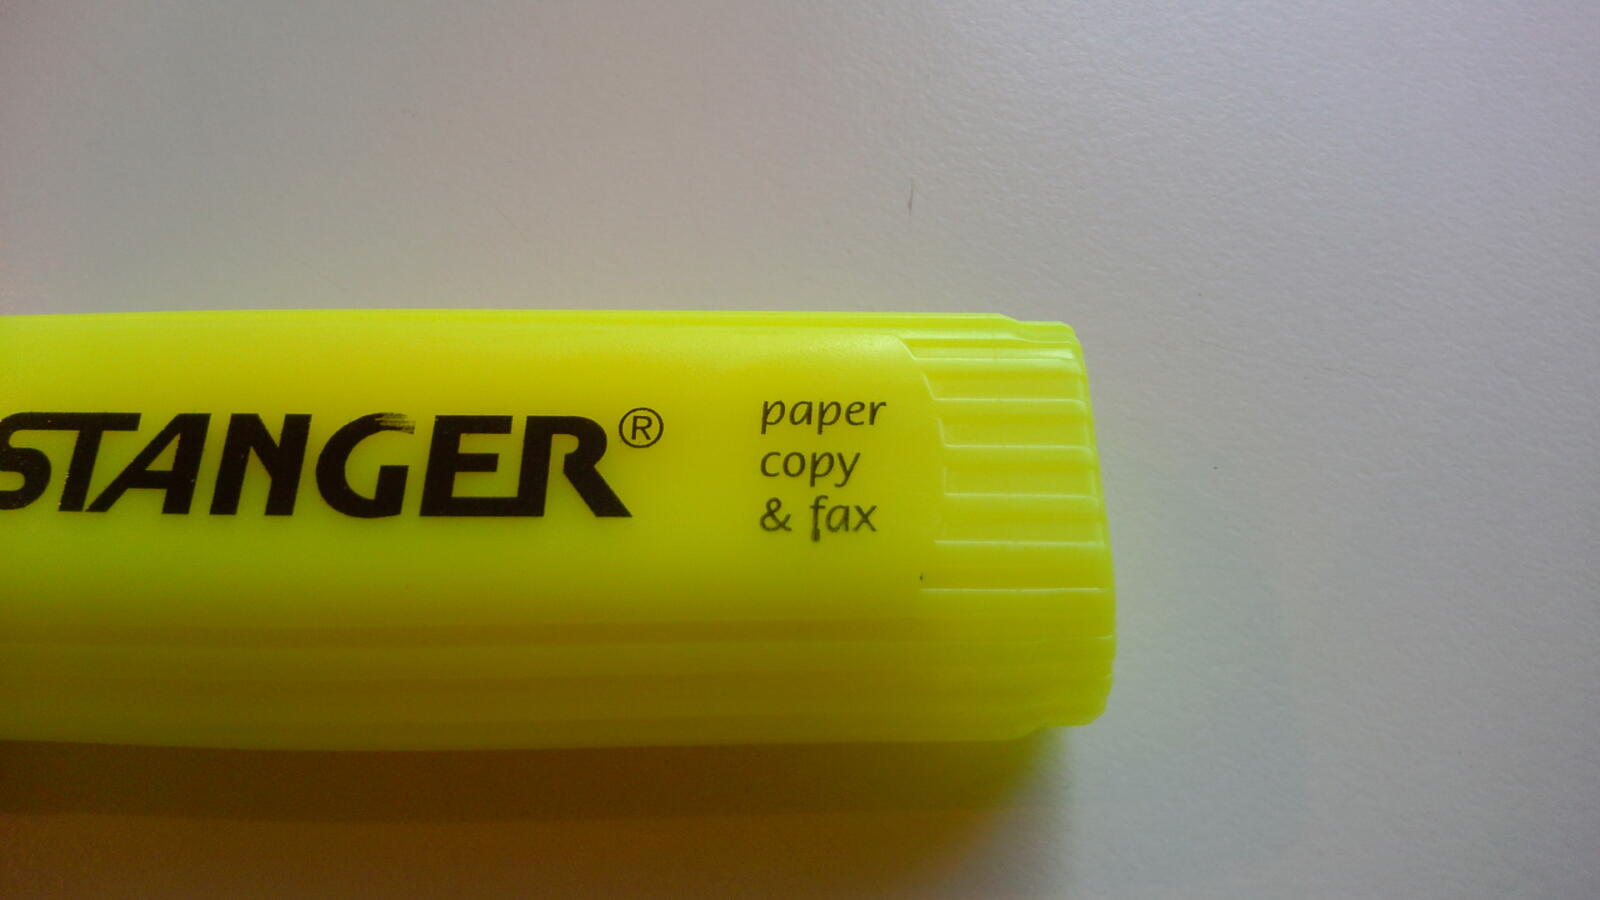 STANGER®
paper
copy
& fax